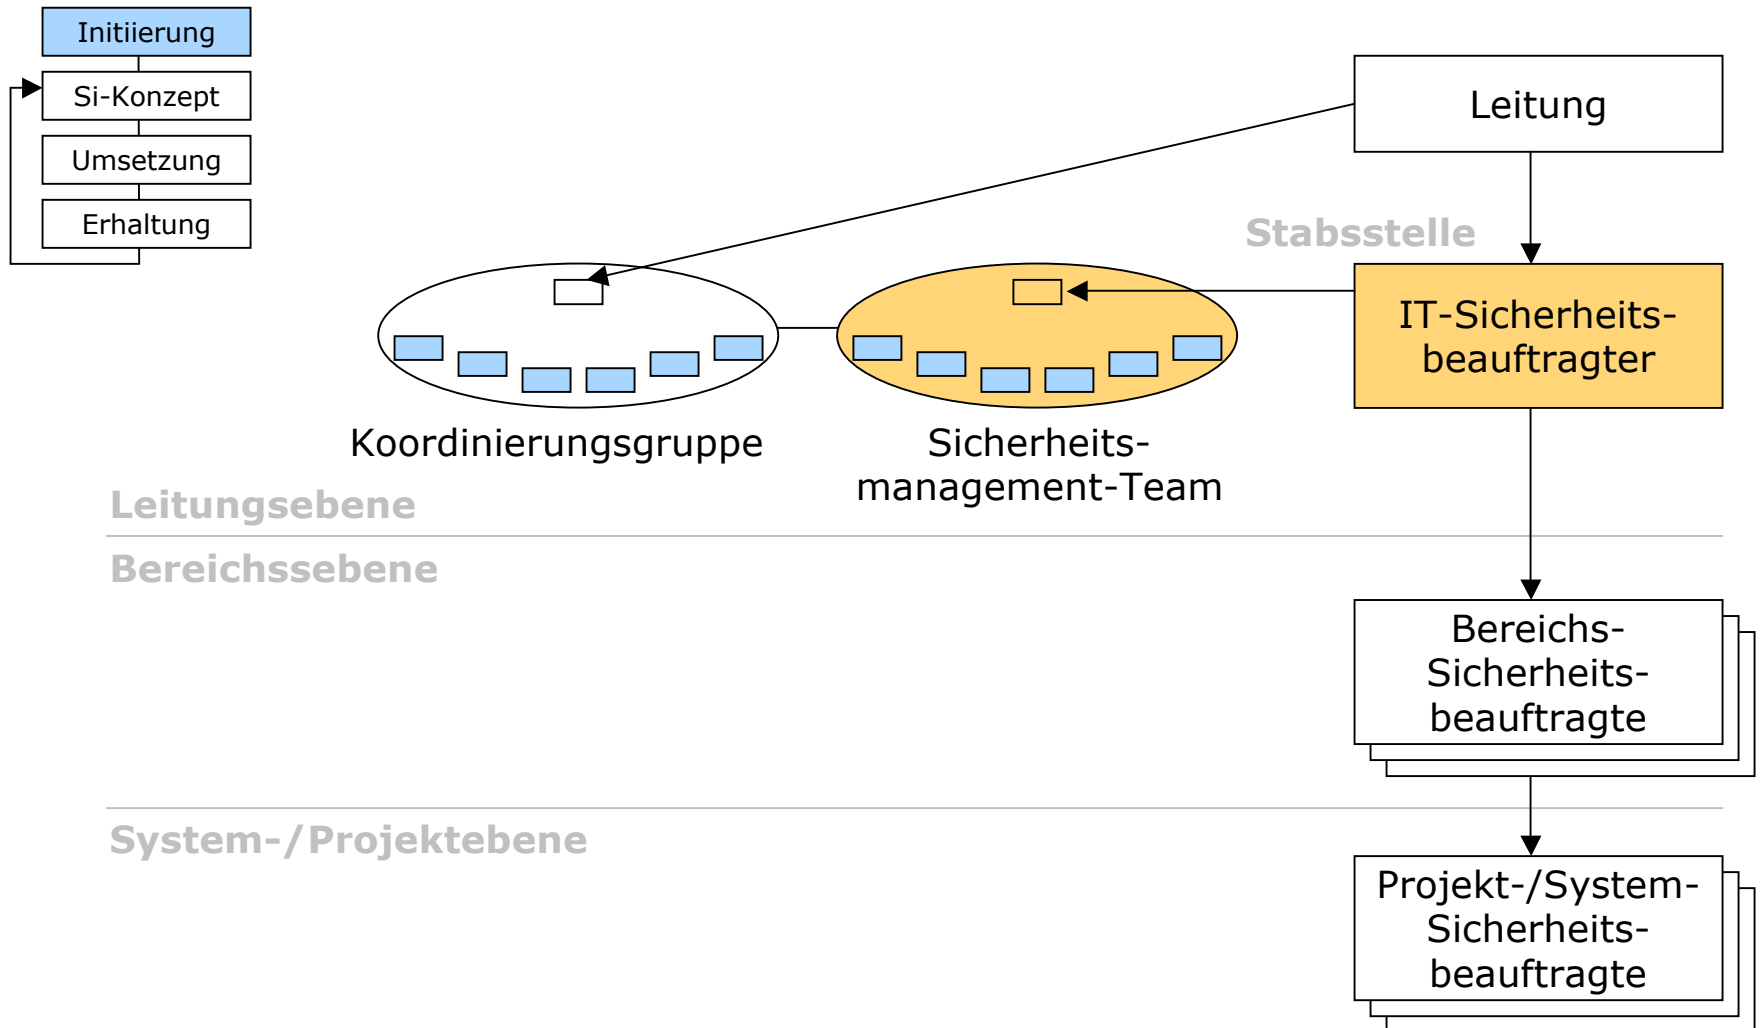 Initiierung
Si-Konzept
Umsetzung
Erhaltung
Leitung
Stabsstelle
IT-Sicherheits-
beauftragter
Koordinierungsgruppe
Sicherheits-
management-Team
Leitungsebene
Bereichssebene
Bereichs-
Sicherheits-
beauftragte
System-/Projektebene
Projekt-/System-
Sicherheits-
beauftragte